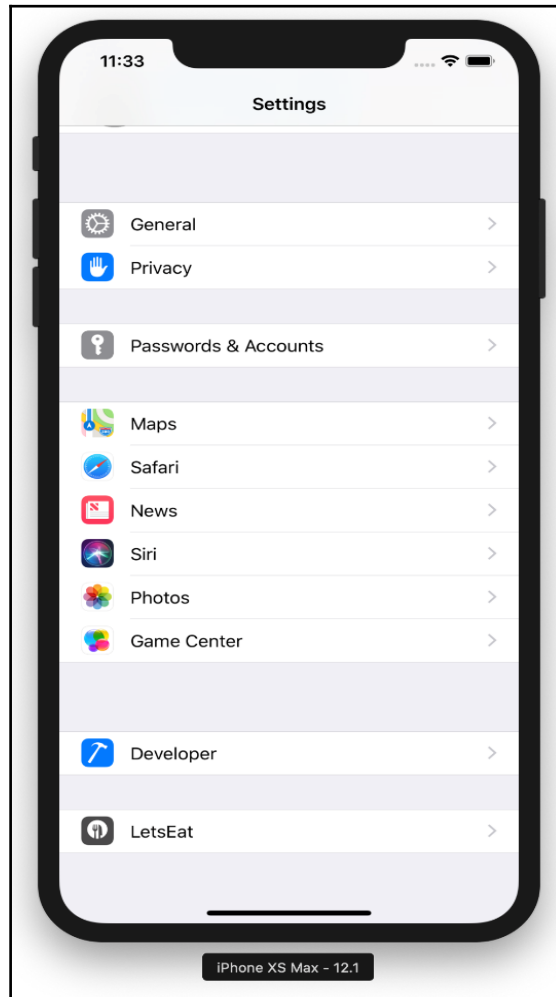 11:33
Settings
General
Privacy
Passwords & Accounts
Maps
Safari
News
Siri
Photos
Game Center
Developer
LetsEat
iPhone XS Max - 12.1